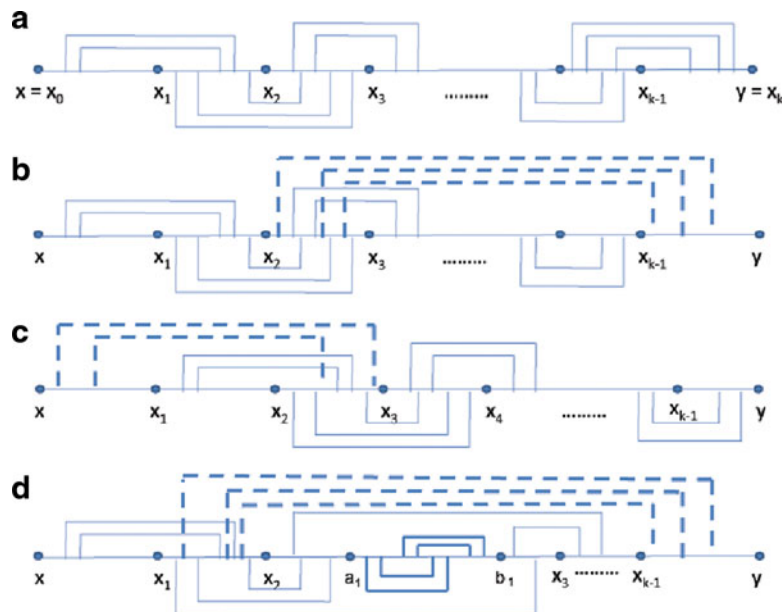 a
x = x₀ x₁ x₂ x₃ ......... xₖ₋₁ y = xₖ
b
x x₁ x₂ x₃ ......... xₖ₋₁ y
c
x x₁ x₂ x₃ x₄ ......... xₖ₋₁ y
d
x x₁ x₂ a₁ b₁ x₃ ......... xₖ₋₁ y